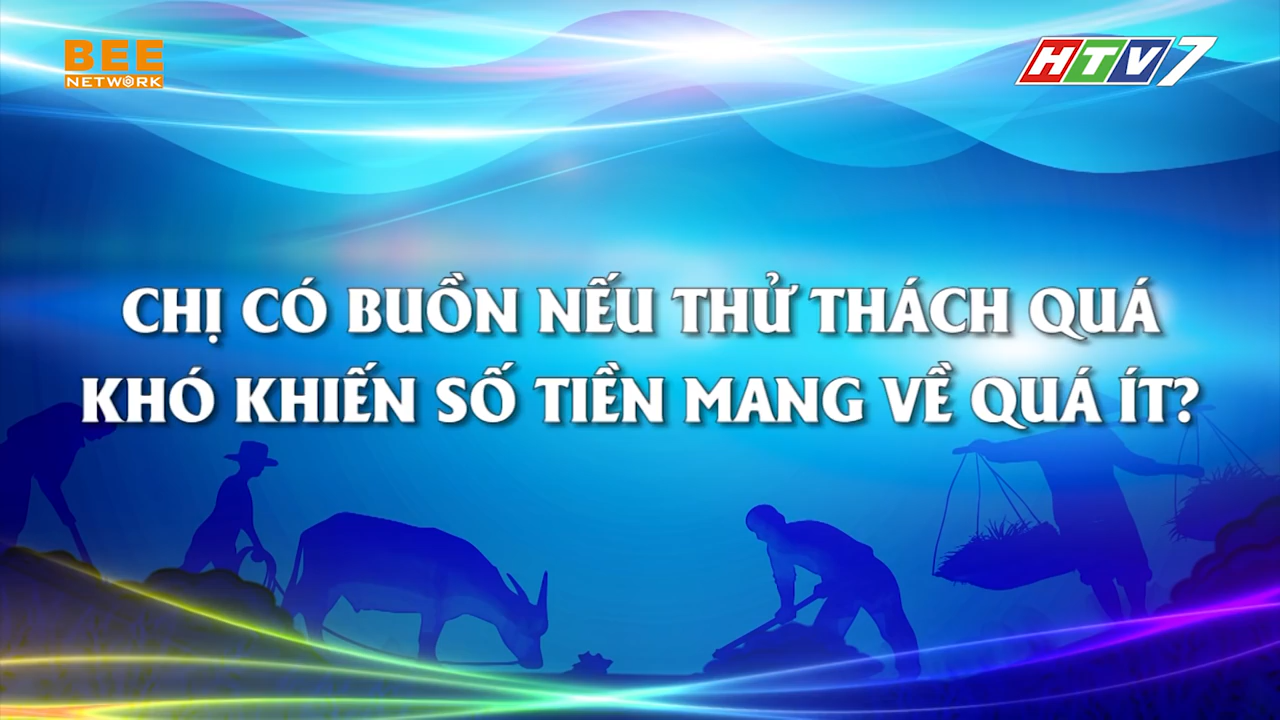 BEE
NETWORK
HTV7
CHỊ CÓ BUỒN NẾU THỬ THÁCH QUÁ
KHÓ KHIẾN SỐ TIỀN MANG VỀ QUÁ ÍT?